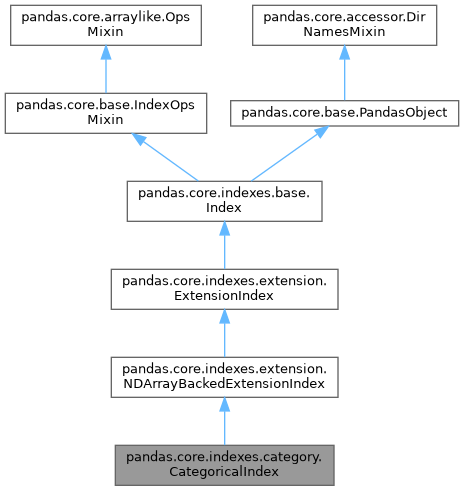 pandas.core.arraylike.Ops
Mixin
pandas.core.accessor.Dir
NamesMixin
pandas.core.base.IndexOps
Mixin
pandas.core.base.PandasObject
pandas.core.indexes.base.
Index
pandas.core.indexes.extension.
ExtensionIndex
pandas.core.indexes.extension.
NDArrayBackedExtensionIndex
pandas.core.indexes.category.
CategoricalIndex